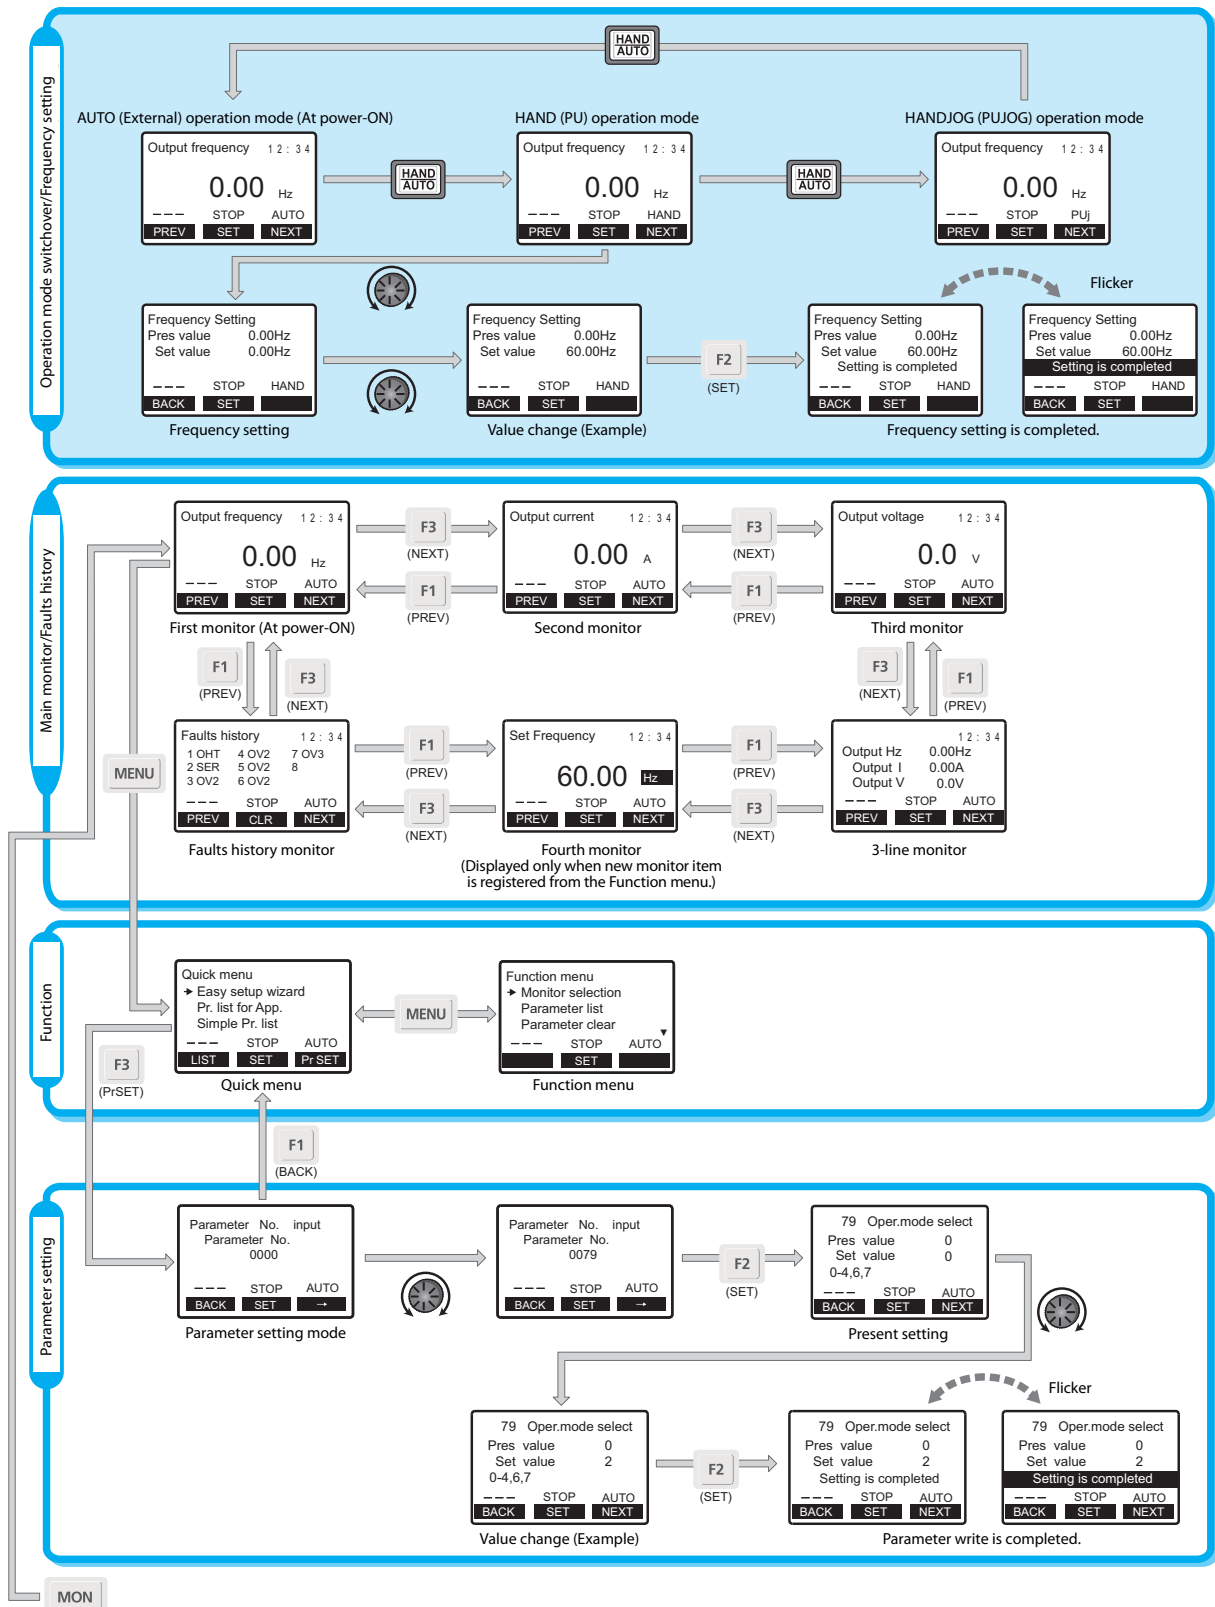 Operation mode switchover/Frequency setting
HAND
AUTO
AUTO (External) operation mode (At power-ON)
HAND (PU) operation mode
HANDJOG (PUJOG) operation mode
Output frequency 12:34
0.00 Hz
--- STOP AUTO
PREV SET NEXT
HAND
AUTO
Output frequency 12:34
0.00 Hz
--- STOP HAND
PREV SET NEXT
HAND
AUTO
Output frequency 12:34
0.00 Hz
--- STOP PUj
PREV SET NEXT
Flicker
Frequency Setting
Pres value 0.00Hz
Set value 0.00Hz
--- STOP HAND
BACK SET
Frequency setting
Frequency Setting
Pres value 0.00Hz
Set value 60.00Hz
--- STOP HAND
BACK SET
Value change (Example)
F2
(SET)
Frequency Setting
Pres value 0.00Hz
Set value 60.00Hz
Setting is completed
--- STOP HAND
BACK SET
Frequency Setting
Pres value 0.00Hz
Set value 60.00Hz
Setting is completed
--- STOP HAND
BACK SET
Frequency setting is completed.
Main monitor/Faults history
Output frequency 12:34
0.00 Hz
--- STOP AUTO
PREV SET NEXT
First monitor (At power-ON)
F3
(NEXT)
F1
(PREV)
Output current 12:34
0.00 A
--- STOP AUTO
PREV SET NEXT
Second monitor
F3
(NEXT)
F1
(PREV)
Output voltage 12:34
0.0 V
--- STOP AUTO
PREV SET NEXT
Third monitor
F1
(PREV)
F3
(NEXT)
F3
(NEXT)
F1
(PREV)
MENU
Faults history 12:34
1 OHT 4 OV2 7 OV3
2 SER 5 OV2 8
3 OV2 6 OV2
--- STOP AUTO
PREV CLR NEXT
Faults history monitor
F1
(PREV)
F3
(NEXT)
Set Frequency 12:34
60.00 Hz
--- STOP AUTO
PREV SET NEXT
Fourth monitor
(Displayed only when new monitor item
is registered from the Function menu.)
F1
(PREV)
F3
(NEXT)
12:34
Output Hz 0.00Hz
Output I 0.00A
Output V 0.0V
--- STOP AUTO
PREV SET NEXT
3-line monitor
Function
Quick menu
➔ Easy setup wizard
Pr. list for App.
Simple Pr. list
--- STOP AUTO
LIST SET Pr SET
Quick menu
MENU
Function menu
➔ Monitor selection
Parameter list
Parameter clear
▼
--- STOP AUTO
SET
Function menu
F3
(PrSET)
F1
(BACK)
Parameter setting
Parameter No. input
Parameter No.
0000
--- STOP AUTO
BACK SET →
Parameter setting mode
Parameter No. input
Parameter No.
0079
--- STOP AUTO
BACK SET →
F2
(SET)
79 Oper.mode select
Pres value 0
Set value 0
0-4,6,7
--- STOP AUTO
BACK SET NEXT
Present setting
Flicker
79 Oper.mode select
Pres value 0
Set value 2
0-4,6,7
--- STOP AUTO
BACK SET NEXT
Value change (Example)
F2
(SET)
79 Oper.mode select
Pres value 0
Set value 2
Setting is completed
--- STOP AUTO
BACK SET NEXT
79 Oper.mode select
Pres value 0
Set value 2
Setting is completed
--- STOP AUTO
BACK SET NEXT
Parameter write is completed.
MON